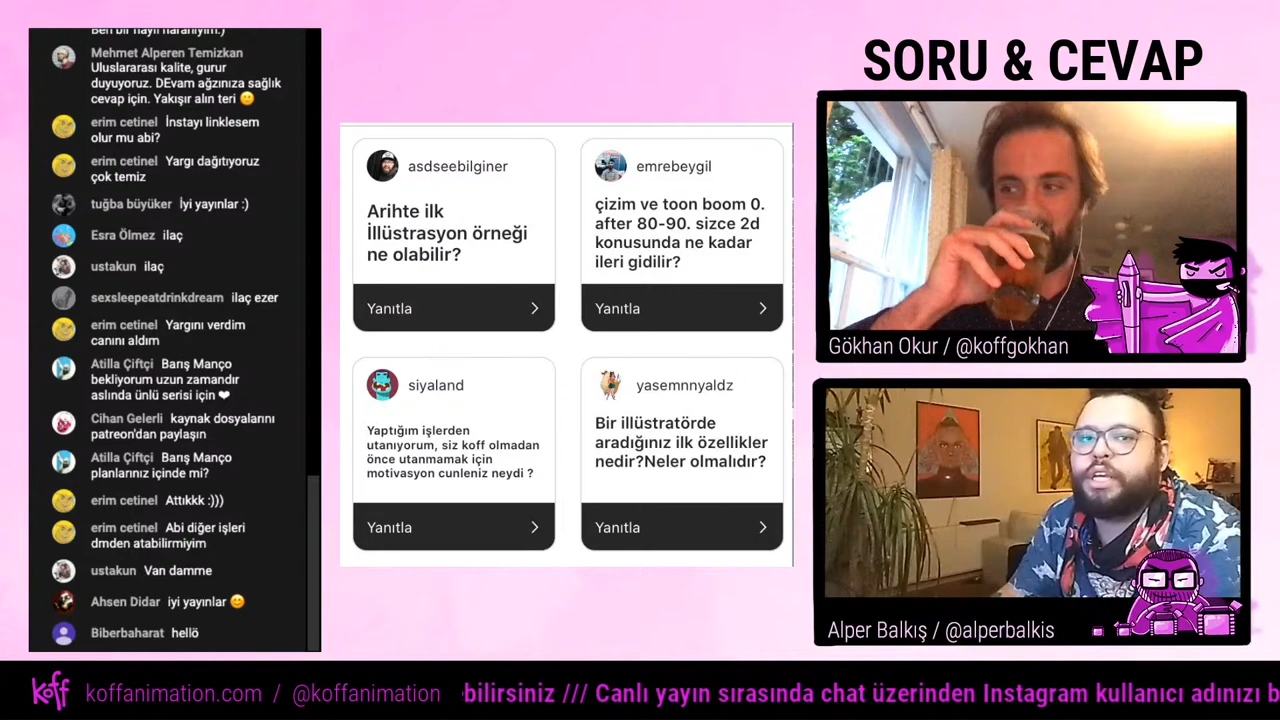 Ben bir hayli hararliyim:)
Mehmet Alperen Temizkan
Uluslararası kalite, gurur
duyuyoruz. DEvam ağzınıza sağlık
cevap için. Yakışır alın teri 🙂
erim cetinel İnstayı linklesem
olur mu abi?
erim cetinel Yargı dağıtıyoruz
çok temiz
tuğba büyüker İyi yayınlar :)
Esra Ölmez ilaç
ustakun ilaç
sexsleepeatdrinkdream ilaç ezer
erim cetinel Yargını verdim
canını aldım
Atilla Çiftçi Barış Manço
bekliyorum uzun zamandır
aslında ünlü serisi için ❤
Cihan Gelerli kaynak dosyalarını
patreon'dan paylaşın
Atilla Çiftçi Barış Manço
planlarınız içinde mi?
erim cetinel Attıkkk :)))
erim cetinel Abi diğer işleri
dmden atabilirmiyim
ustakun Van damme
Ahsen Didar iyi yayınlar 😊
Biberbaharat hellö
asdseebilginer
Arihte ilk
İllüstrasyon örneği
ne olabilir?
Yanıtla
emrebeygil
çizim ve toon boom 0.
after 80-90. sizce 2d
konusunda ne kadar
ileri gidilir?
Yanıtla
siyaland
Yaptığım işlerden
utanıyorum, siz koff olmadan
önce utanmamak için
motivasyon cunleniz neydi ?
Yanıtla
yasemnnyaldz
Bir illüstratörde
aradığınız ilk özellikler
nedir?Neler olmalıdır?
Yanıtla
SORU & CEVAP
Gökhan Okur / @koffgokhan
Alper Balkış / @alperbalkis
koff koffanimation.com / @koffanimation
bilirsiniz /// Canlı yayın sırasında chat üzerinden Instagram kullanıcı adınızı b